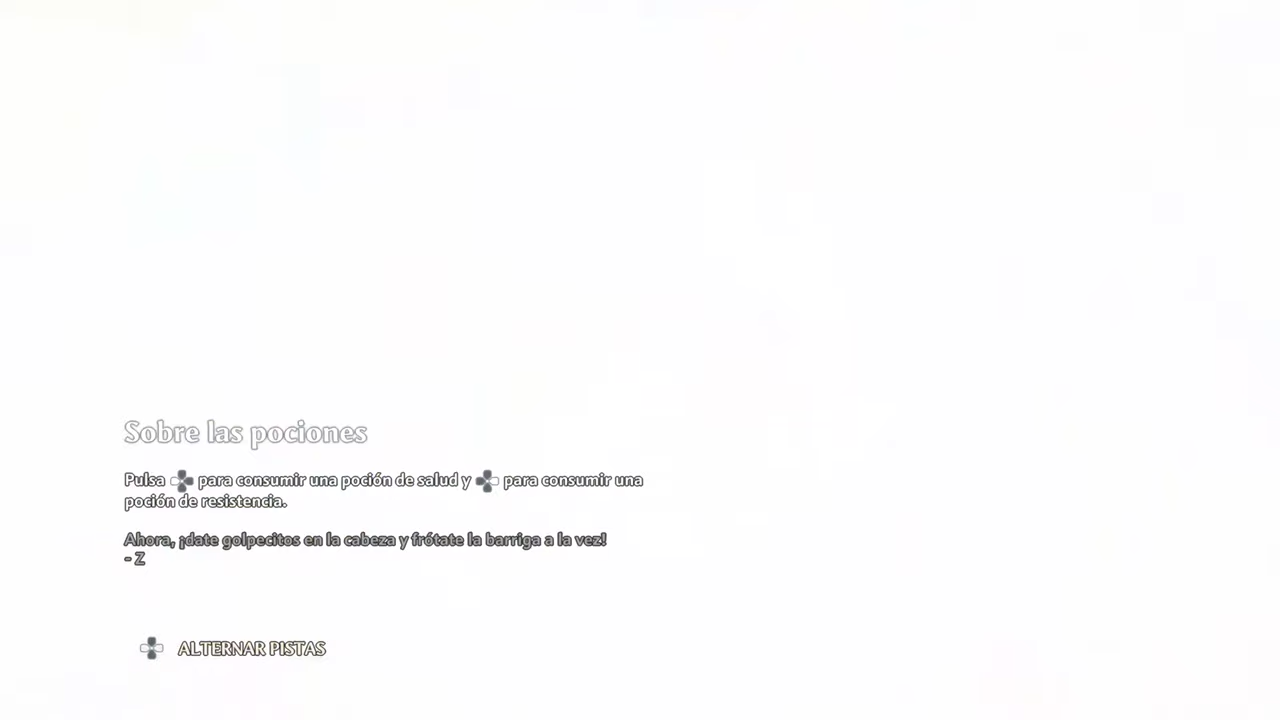 Sobre las pociones
Pulsa para consumir una poción de salud y para consumir una
poción de resistencia.
Ahora, ¡date golpecitos en la cabeza y frótate la barriga a la vez!
- Z
ALTERNAR PISTAS